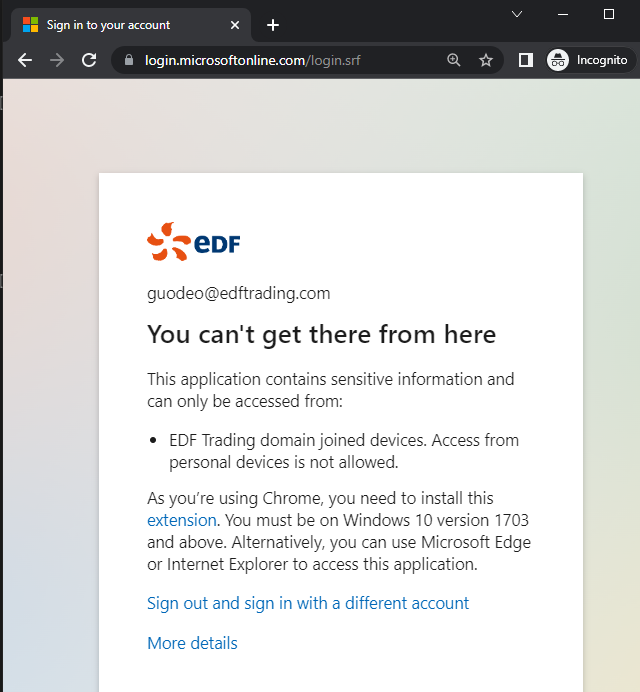 Sign in to your account
login.microsoftonline.com/login.srf
Incognito
eDF
guodeo@edftrading.com
You can't get there from here
This application contains sensitive information and
can only be accessed from:
• EDF Trading domain joined devices. Access from
personal devices is not allowed.
As you’re using Chrome, you need to install this
extension. You must be on Windows 10 version 1703
and above. Alternatively, you can use Microsoft Edge
or Internet Explorer to access this application.
Sign out and sign in with a different account
More details